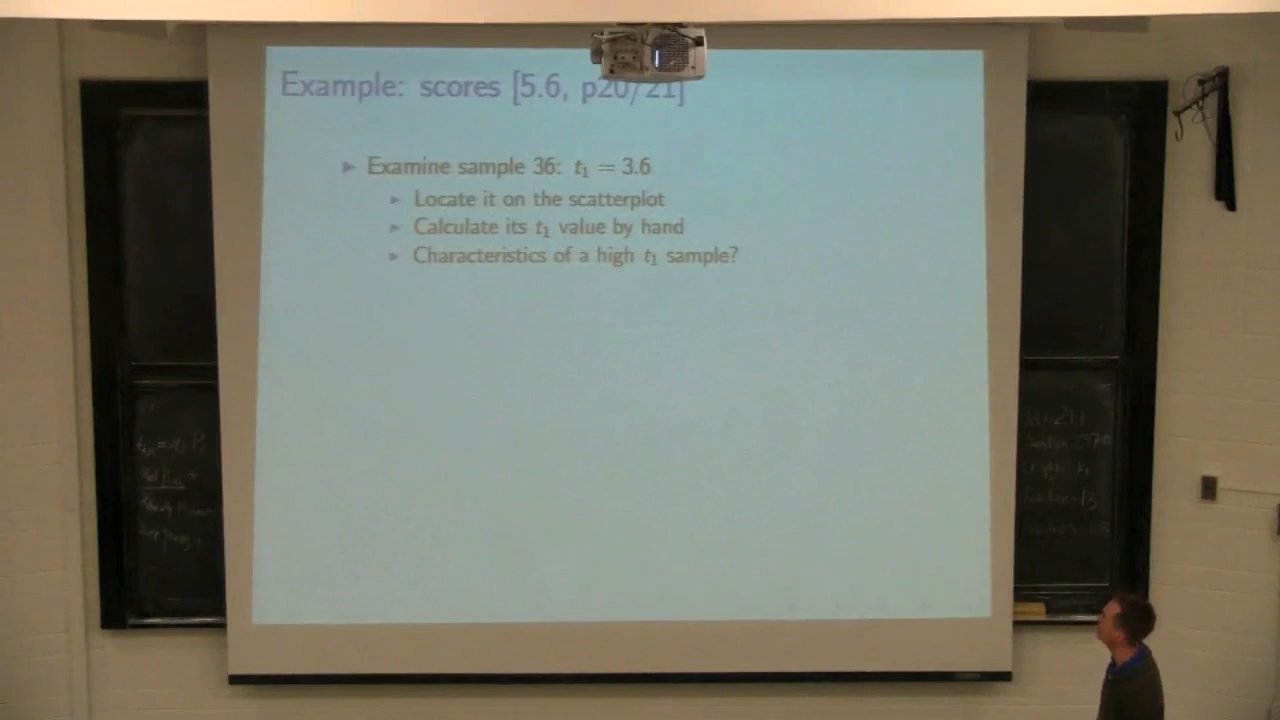 Example: scores [5.6, p20/21]
▶ Examine sample 36: t₁ = 3.6
▶ Locate it on the scatterplot
▶ Calculate its t₁ value by hand
▶ Characteristics of a high t₁ sample?